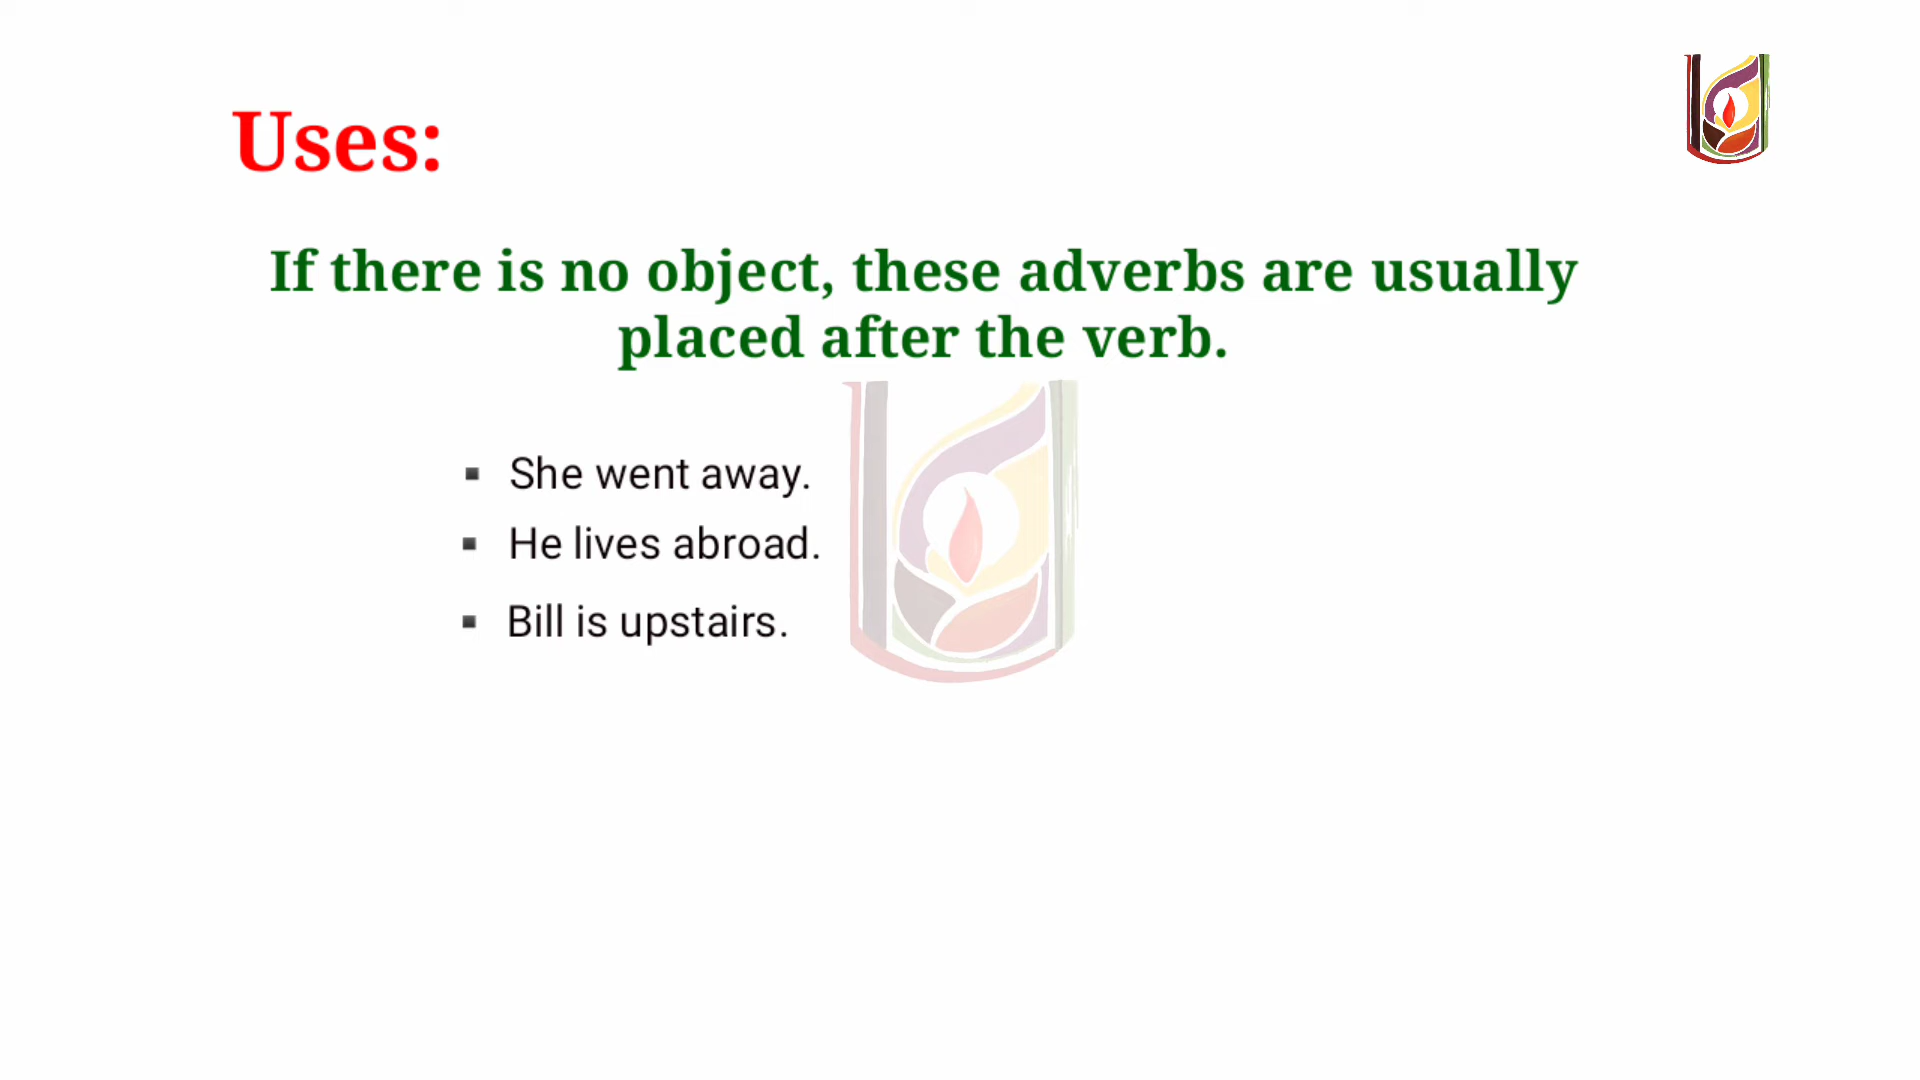 Uses:
If there is no object, these adverbs are usually
placed after the verb.
▪ She went away.
▪ He lives abroad.
▪ Bill is upstairs.